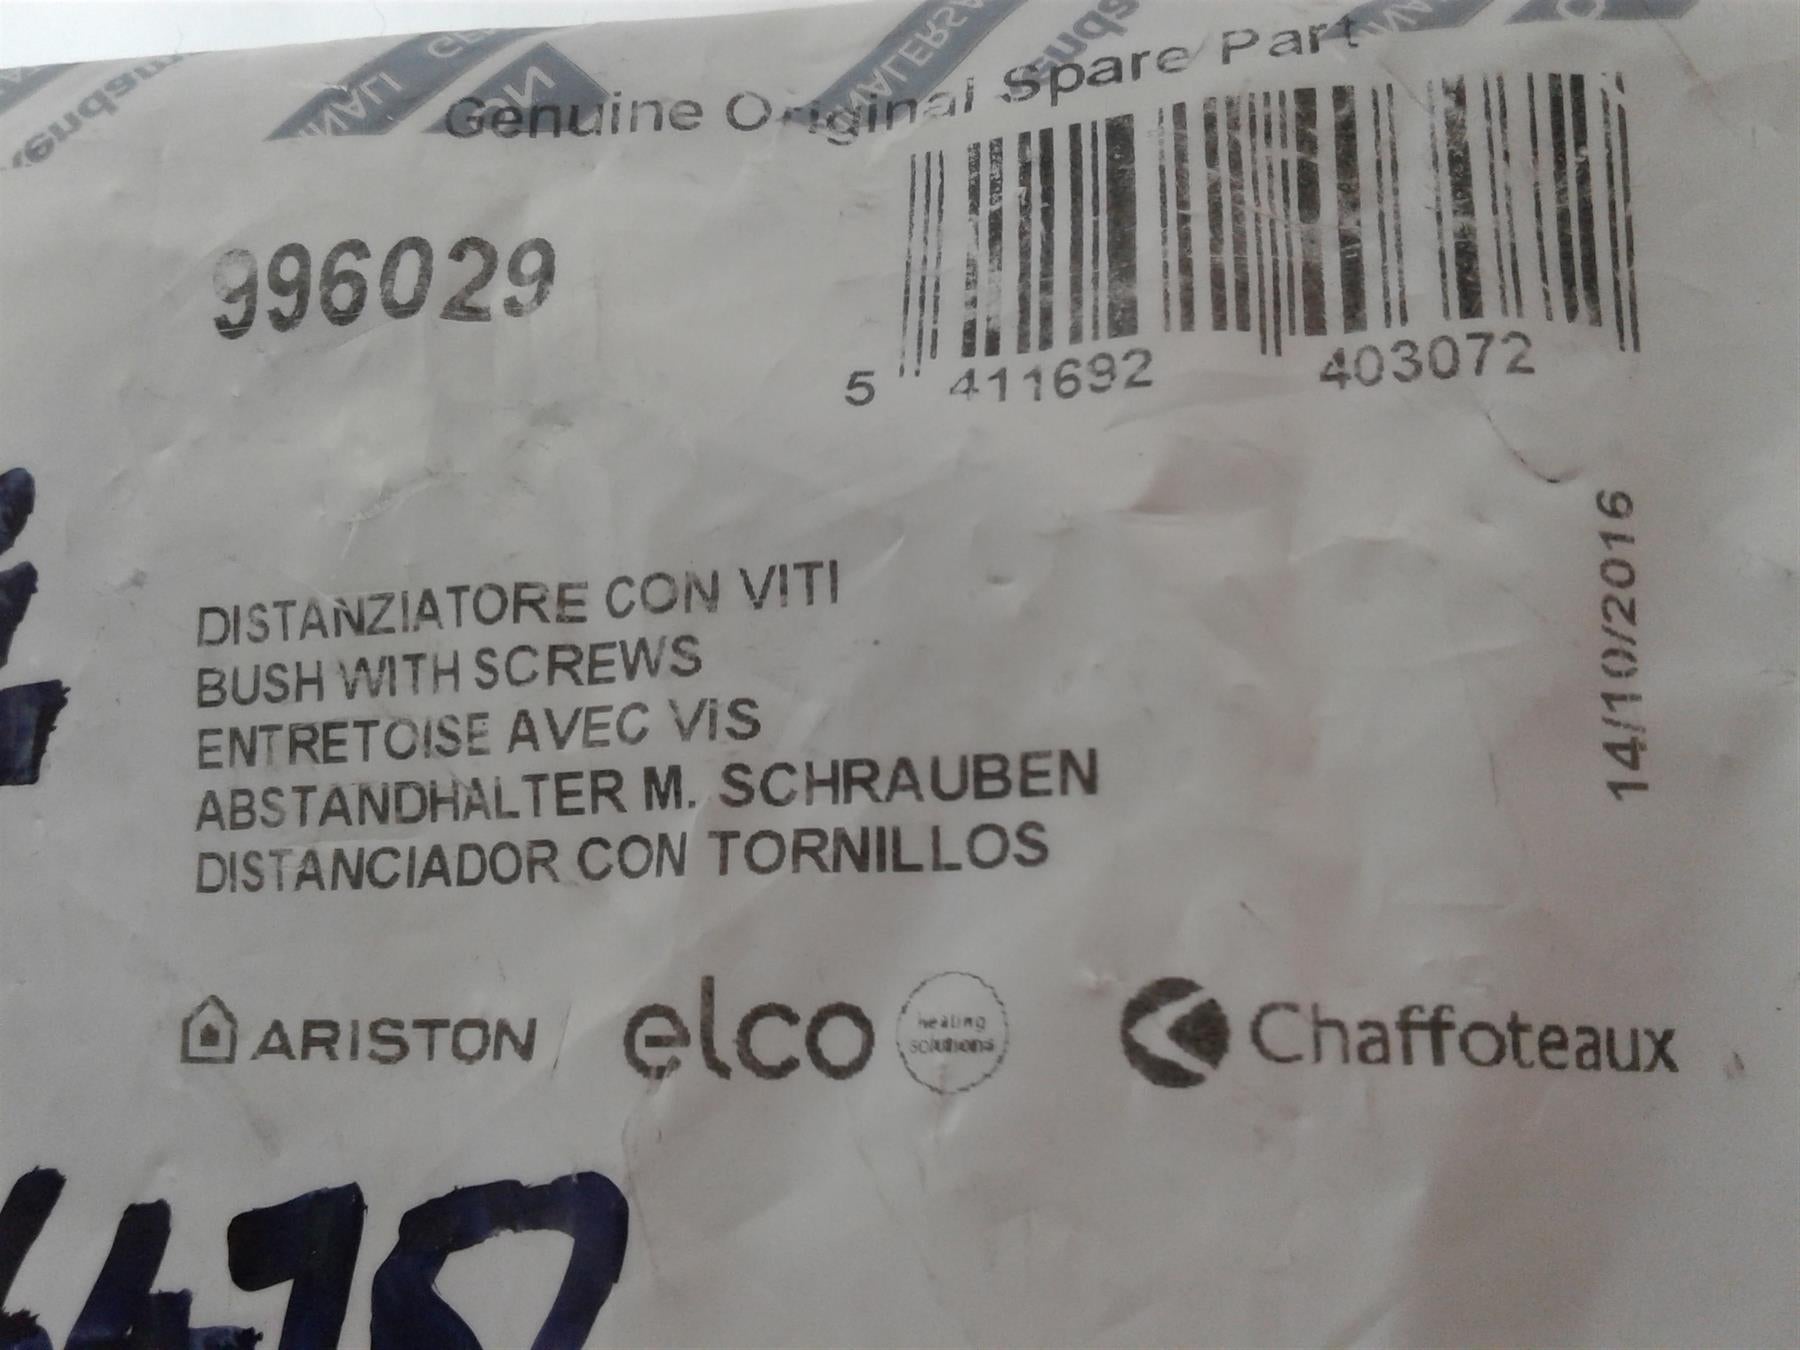 Genuine Original Spare Part
996029
5 411692 403072
14/10/2016
DISTANZIATORE CON VITI
BUSH WITH SCREWS
ENTRETOISE AVEC VIS
ABSTANDHALTER M. SCHRAUBEN
DISTANCIADOR CON TORNILLOS
ARISTON
elco
heating
solutions
Chaffoteaux